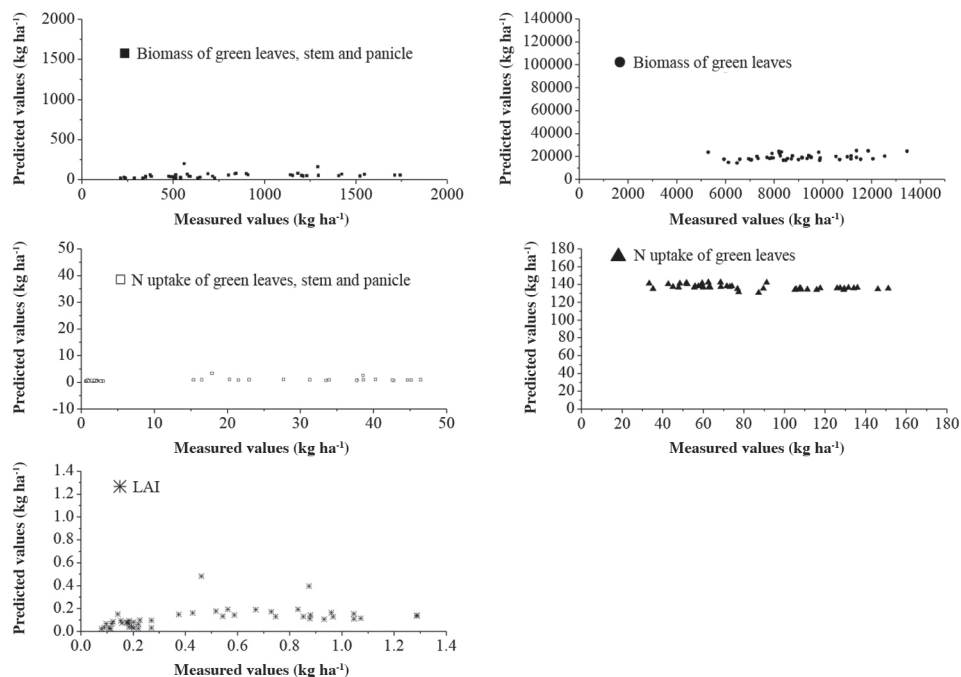 2000
1500
1000
500
0
Predicted values (kg ha-1)
■ Biomass of green leaves, stem and panicle
0 500 1000 1500 2000
Measured values (kg ha-1)
140000
120000
100000
80000
60000
40000
20000
0
Predicted values (kg ha-1)
● Biomass of green leaves
0 2000 4000 6000 8000 10000 12000 14000
Measured values (kg ha-1)
50
40
30
20
10
0
-10
Predicted values (kg ha-1)
□ N uptake of green leaves, stem and panicle
0 10 20 30 40 50
Measured values (kg ha-1)
180
160
140
120
100
80
60
40
20
0
Predicted values (kg ha-1)
▲ N uptake of green leaves
0 20 40 60 80 100 120 140 160 180
Measured values (kg ha-1)
1.4
1.2
1.0
0.8
0.6
0.4
0.2
0.0
Predicted values (kg ha-1)
✳ LAI
0.0 0.2 0.4 0.6 0.8 1.0 1.2 1.4
Measured values (kg ha-1)